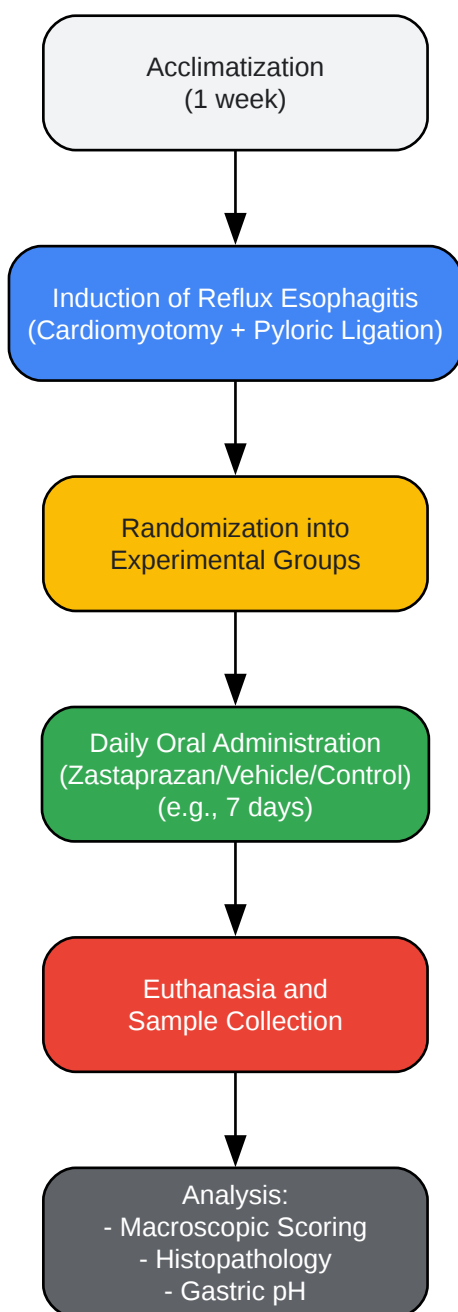 Acclimatization
(1 week)
Induction of Reflux Esophagitis
(Cardiomyotomy + Pyloric Ligation)
Randomization into
Experimental Groups
Daily Oral Administration
(Zastaprazan/Vehicle/Control)
(e.g., 7 days)
Euthanasia and
Sample Collection
Analysis:
- Macroscopic Scoring
- Histopathology
- Gastric pH